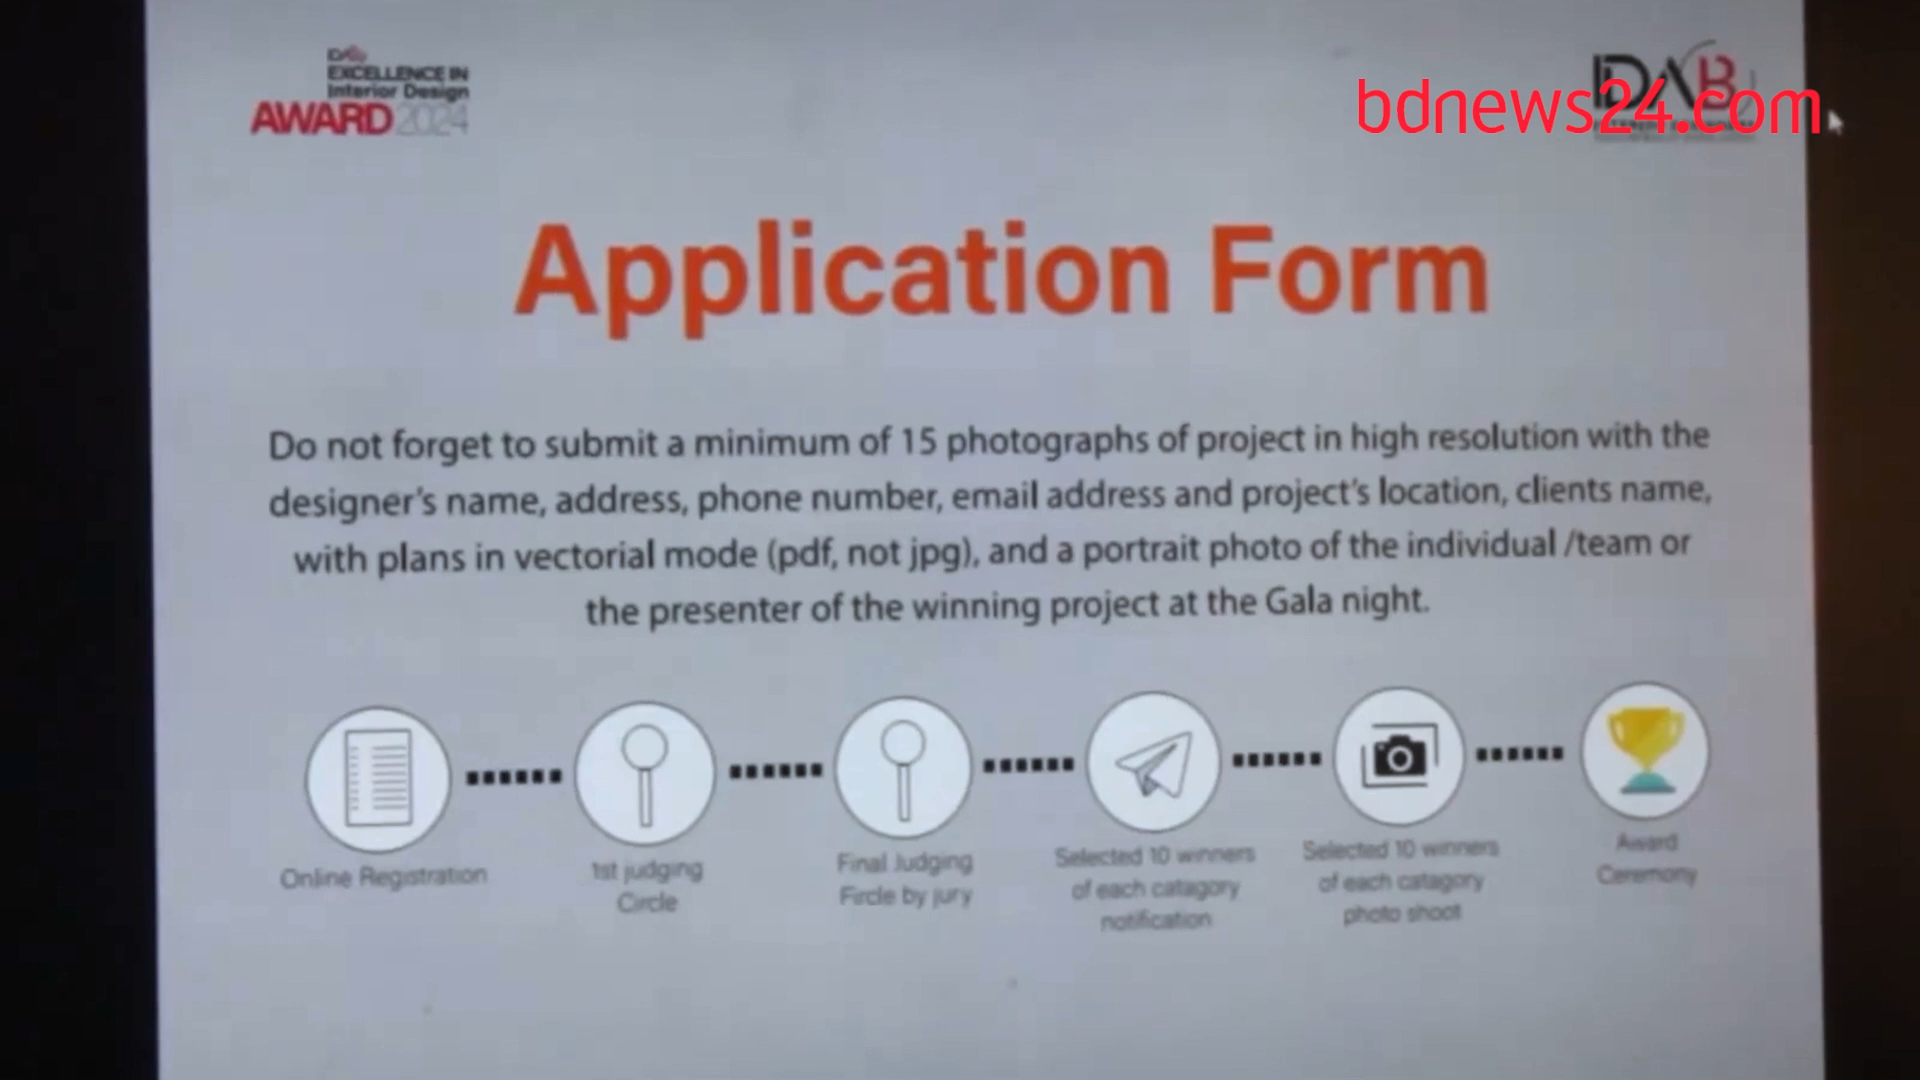 EXCELLENCE IN
Interior Design
AWARD 2024
IDAB
bdnews24.com
Application Form
Do not forget to submit a minimum of 15 photographs of project in high resolution with the
designer's name, address, phone number, email address and project's location, clients name,
with plans in vectorial mode (pdf, not jpg), and a portrait photo of the individual /team or
the presenter of the winning project at the Gala night.
Online Registration
1st judging
Circle
Final Judging
Fircle by jury
Selected 10 winners
of each catagory
notification
Selected 10 winners
of each catagory
photo shoot
Award
Ceremony